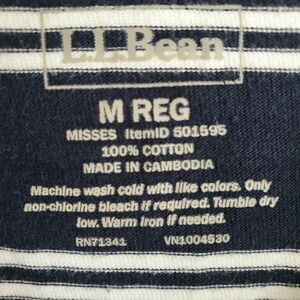 L.L.Bean
M REG
MISSES ItemID 501595
100% COTTON
MADE IN CAMBODIA
Machine wash cold with like colors. Only
non-chlorine bleach if required. Tumble dry
low. Warm iron if needed.
RN71341 VN1004530